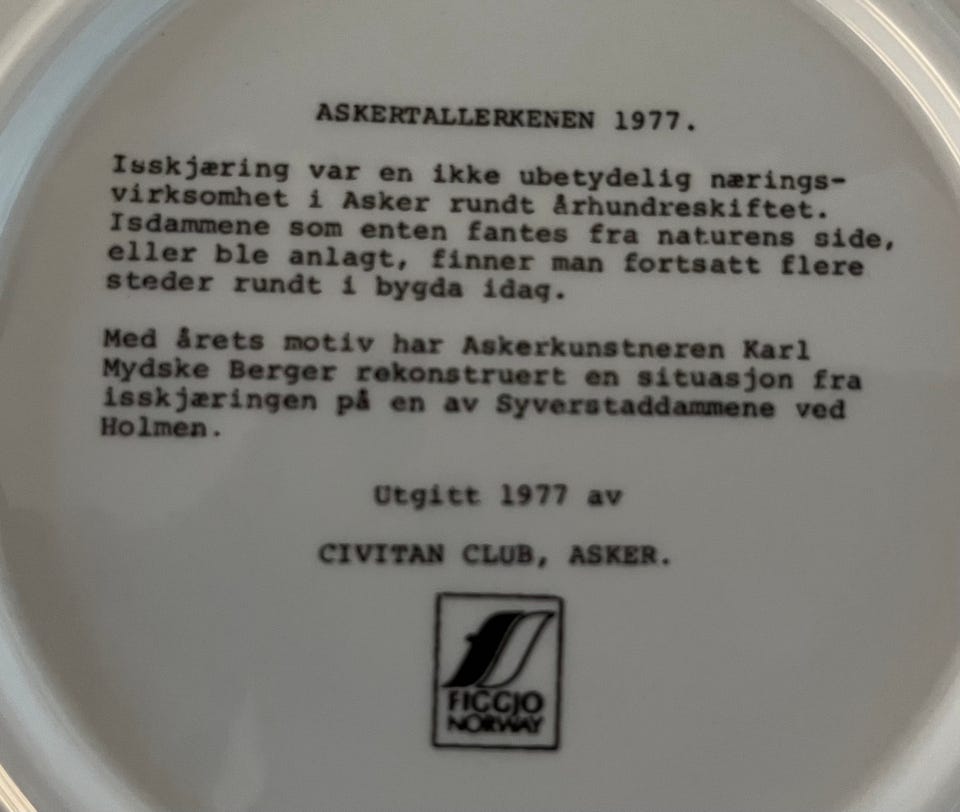 ASKERTALLERKENEN 1977.
Isskjæring var en ikke ubetydelig nærings-
virksomhet i Asker rundt århundreskiftet.
Isdammene som enten fantes fra naturens side,
eller ble anlagt, finner man fortsatt flere
steder rundt i bygda idag.
Med årets motiv har Askerkunstneren Karl
Mydske Berger rekonstruert en situasjon fra
isskjæringen på en av Syverstaddammene ved
Holmen.
Utgitt 1977 av
CIVITAN CLUB, ASKER.
FIGGJO
NORWAY